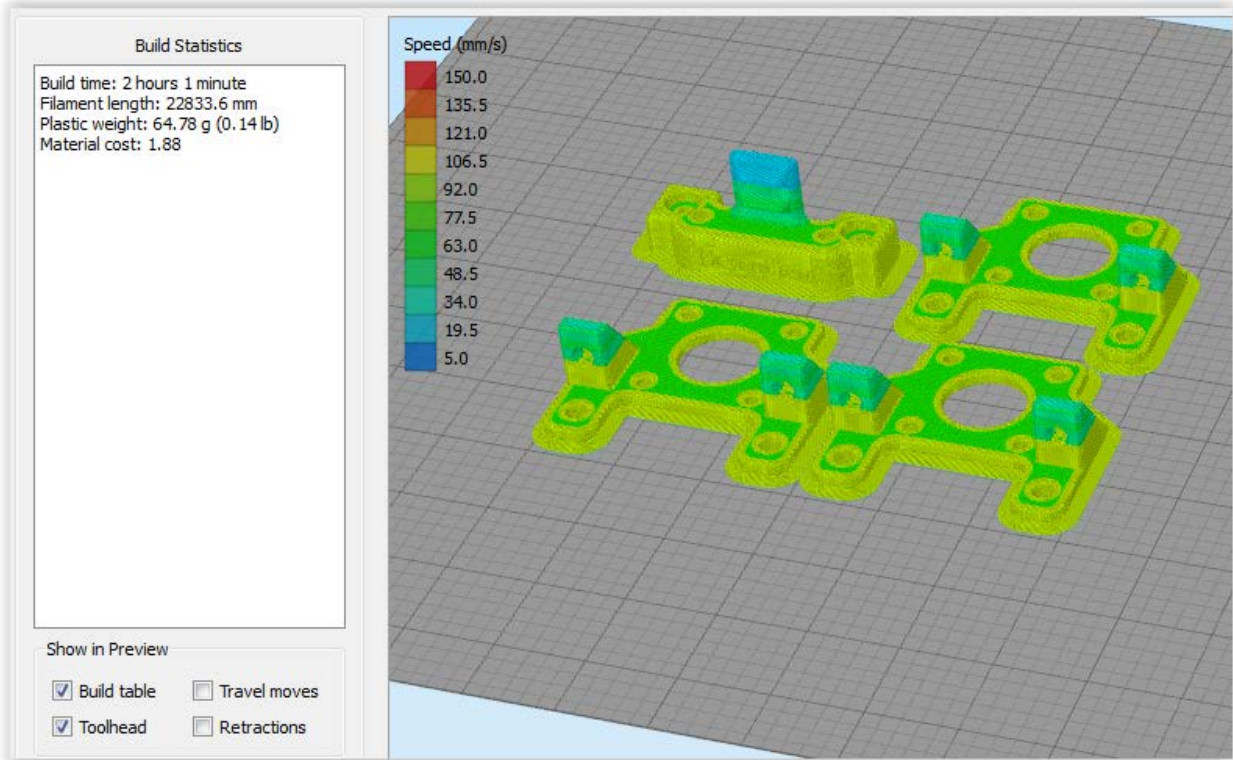 Build Statistics
Build time: 2 hours 1 minute
Filament length: 22833.6 mm
Plastic weight: 64.78 g (0.14 lb)
Material cost: 1.88
Show in Preview
Build table
Travel moves
Toolhead
Retractions
Speed (mm/s)
150.0
135.5
121.0
106.5
92.0
77.5
63.0
48.5
34.0
19.5
5.0